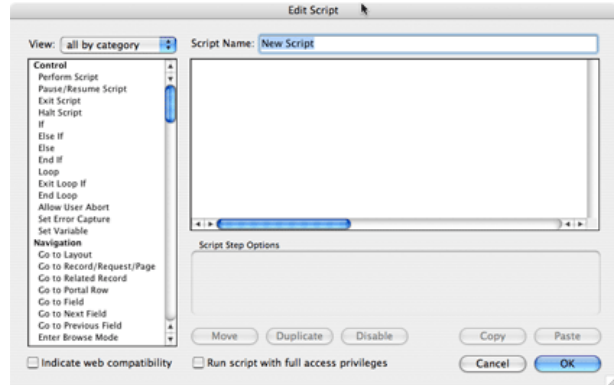 Edit Script
View: all by category
Script Name: New Script
Control
Perform Script
Pause/Resume Script
Exit Script
Halt Script
If
Else If
Else
End If
Loop
Exit Loop If
End Loop
Allow User Abort
Set Error Capture
Set Variable
Navigation
Go to Layout
Go to Record/Request/Page
Go to Related Record
Go to Portal Row
Go to Field
Go to Next Field
Go to Previous Field
Enter Browse Mode
Script Step Options
Move Duplicate Disable Copy Paste
Indicate web compatibility
Run script with full access privileges
Cancel OK